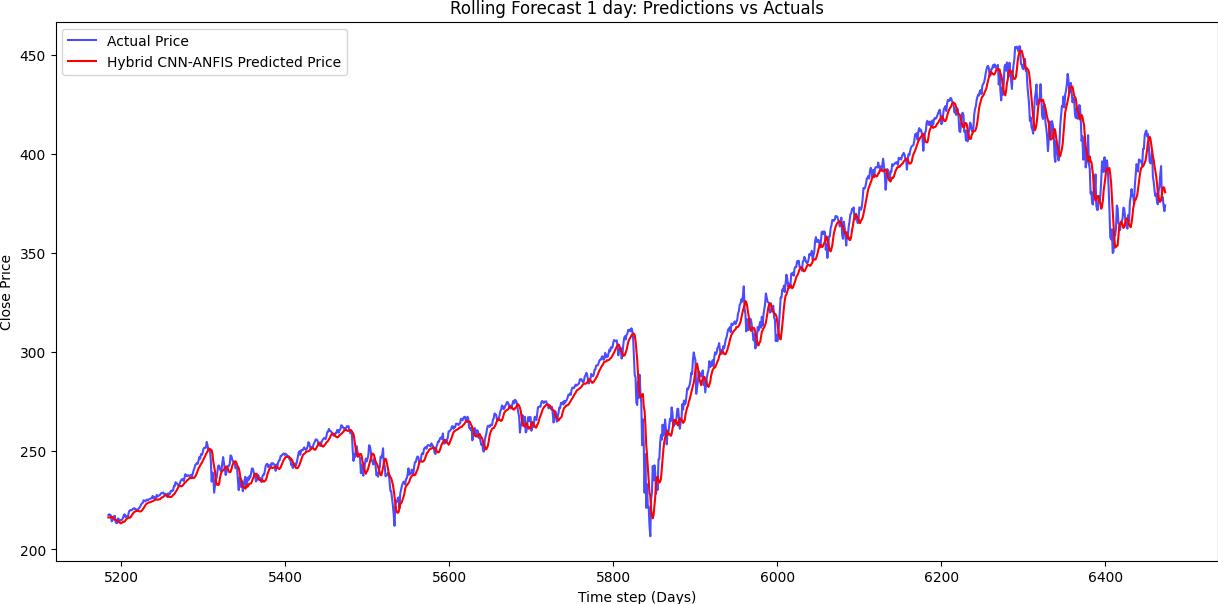 Rolling Forecast 1 day: Predictions vs Actuals
Actual Price
Hybrid CNN-ANFIS Predicted Price
450
400
350
300
250
200
Close Price
5200 5400 5600 5800 6000 6200 6400
Time step (Days)